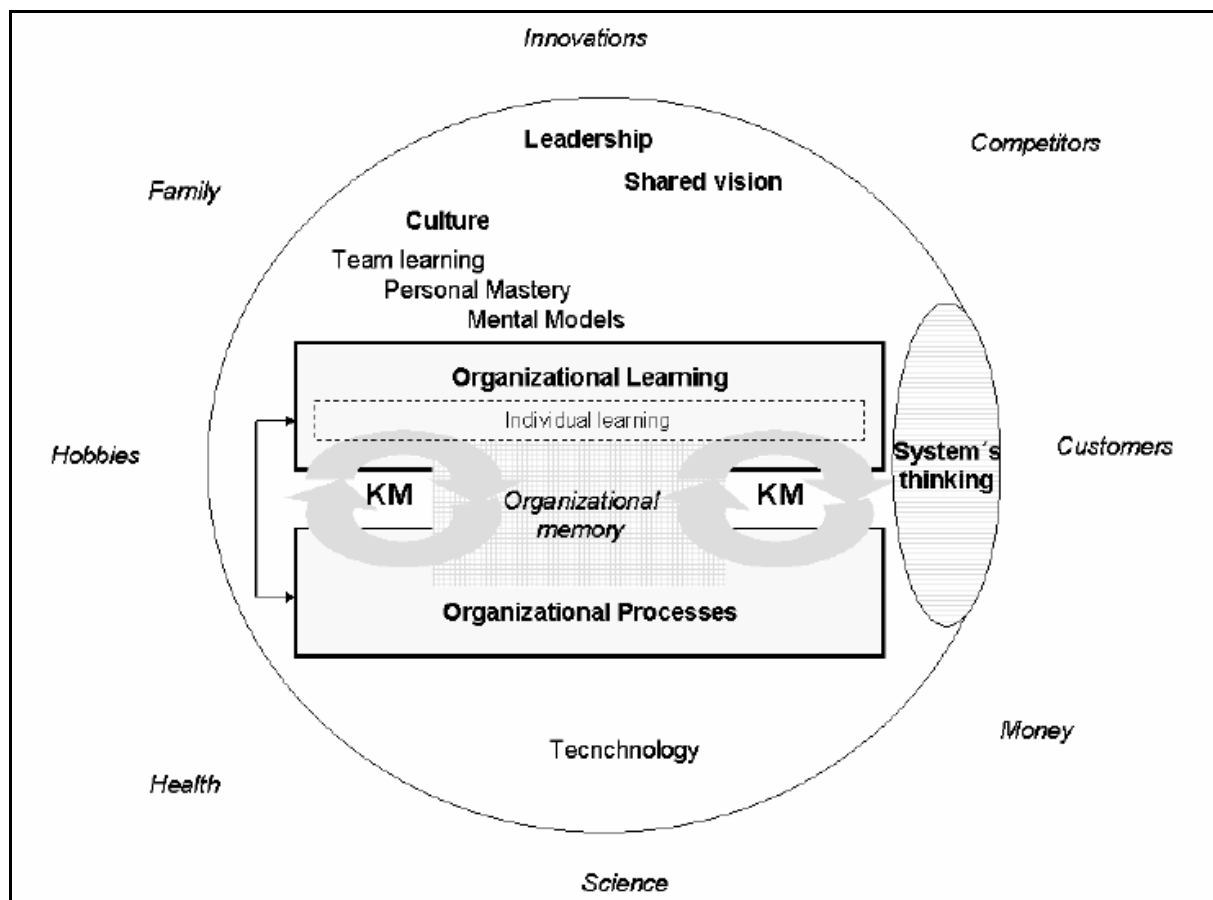 Innovations
Leadership
Competitors
Shared vision
Family
Culture
Team learning
Personal Mastery
Mental Models
Organizational Learning
Individual learning
Hobbies
KM
Organizational
memory
KM
System´s
thinking
Customers
Organizational Processes
Money
Tecnchnology
Health
Science